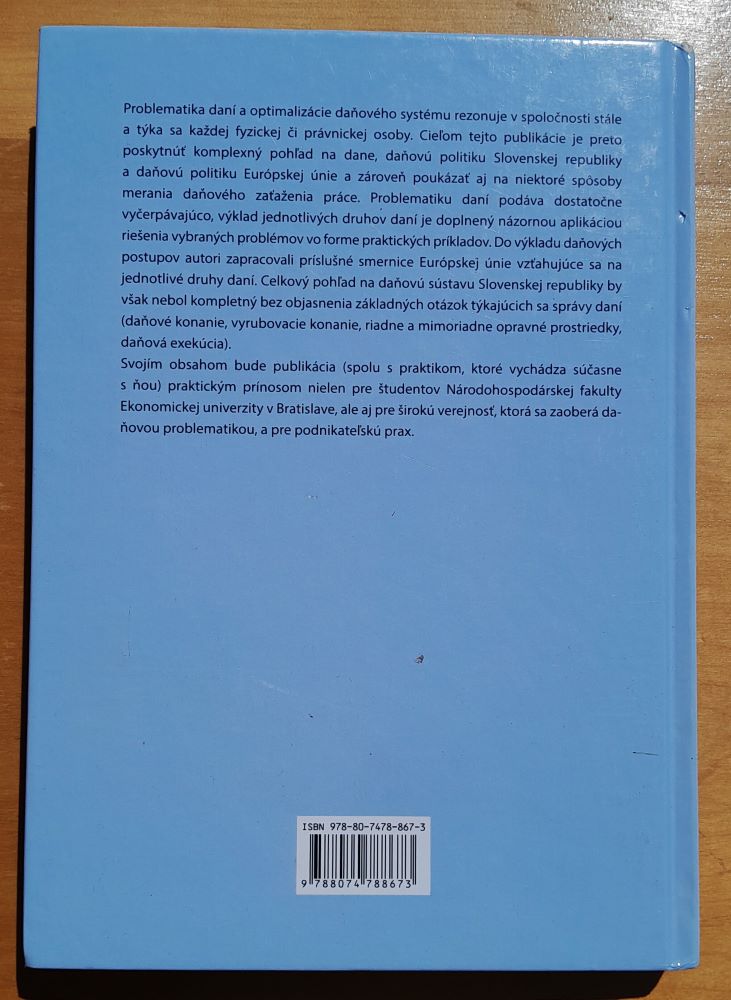 Problematika daní a optimalizácie daňového systému rezonuje v spoločnosti stále
a týka sa každej fyzickej či právnickej osoby. Cieľom tejto publikácie je preto
poskytnúť komplexný pohľad na dane, daňovú politiku Slovenskej republiky
a daňovú politiku Európskej únie a zároveň poukázať aj na niektoré spôsoby
merania daňového zaťaženia práce. Problematiku daní podáva dostatočne
vyčerpávajúco, výklad jednotlivých druhov daní je doplnený názornou aplikáciou
riešenia vybraných problémov vo forme praktických príkladov. Do výkladu daňových
postupov autori zapracovali príslušné smernice Európskej únie vzťahujúce sa na
jednotlivé druhy daní. Celkový pohľad na daňovú sústavu Slovenskej republiky by
však nebol kompletný bez objasnenia základných otázok týkajúcich sa správy daní
(daňové konanie, vyrubovacie konanie, riadne a mimoriadne opravné prostriedky,
daňová exekúcia).
Svojím obsahom bude publikácia (spolu s praktikom, ktoré vychádza súčasne
s ňou) praktickým prínosom nielen pre študentov Národohospodárskej fakulty
Ekonomickej univerzity v Bratislave, ale aj pre širokú verejnosť, ktorá sa zaoberá da-
ňovou problematikou, a pre podnikateľskú prax.
ISBN 978-80-7478-867-3
9 788074 788673